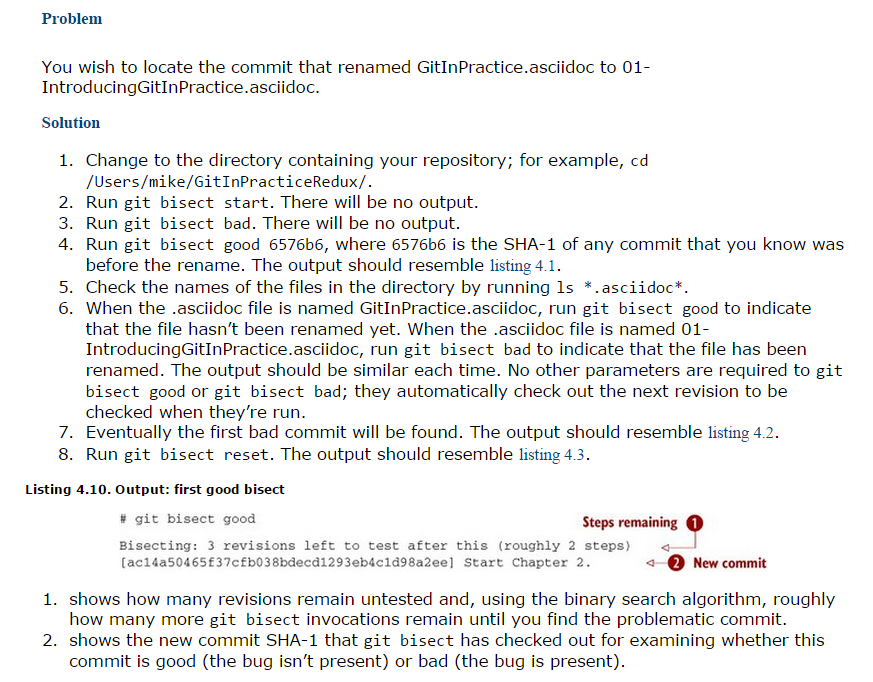 Problem
You wish to locate the commit that renamed GitInPractice.asciidoc to 01-
IntroducingGitInPractice.asciidoc.
Solution
1. Change to the directory containing your repository; for example, cd
/Users/mike/GitInPracticeRedux/.
2. Run git bisect start. There will be no output.
3. Run git bisect bad. There will be no output.
4. Run git bisect good 6576b6, where 6576b6 is the SHA-1 of any commit that you know was
before the rename. The output should resemble listing 4.1.
5. Check the names of the files in the directory by running ls *.asciidoc*.
6. When the .asciidoc file is named GitInPractice.asciidoc, run git bisect good to indicate
that the file hasn’t been renamed yet. When the .asciidoc file is named 01-
IntroducingGitInPractice.asciidoc, run git bisect bad to indicate that the file has been
renamed. The output should be similar each time. No other parameters are required to git
bisect good or git bisect bad; they automatically check out the next revision to be
checked when they’re run.
7. Eventually the first bad commit will be found. The output should resemble listing 4.2.
8. Run git bisect reset. The output should resemble listing 4.3.
Listing 4.10. Output: first good bisect
# git bisect good
Steps remaining 1
Bisecting: 3 revisions left to test after this (roughly 2 steps)
[ac14a50465f37cfb038bdecd1293eb4c1d98a2ee] Start Chapter 2.
2 New commit
1. shows how many revisions remain untested and, using the binary search algorithm, roughly
how many more git bisect invocations remain until you find the problematic commit.
2. shows the new commit SHA-1 that git bisect has checked out for examining whether this
commit is good (the bug isn’t present) or bad (the bug is present).